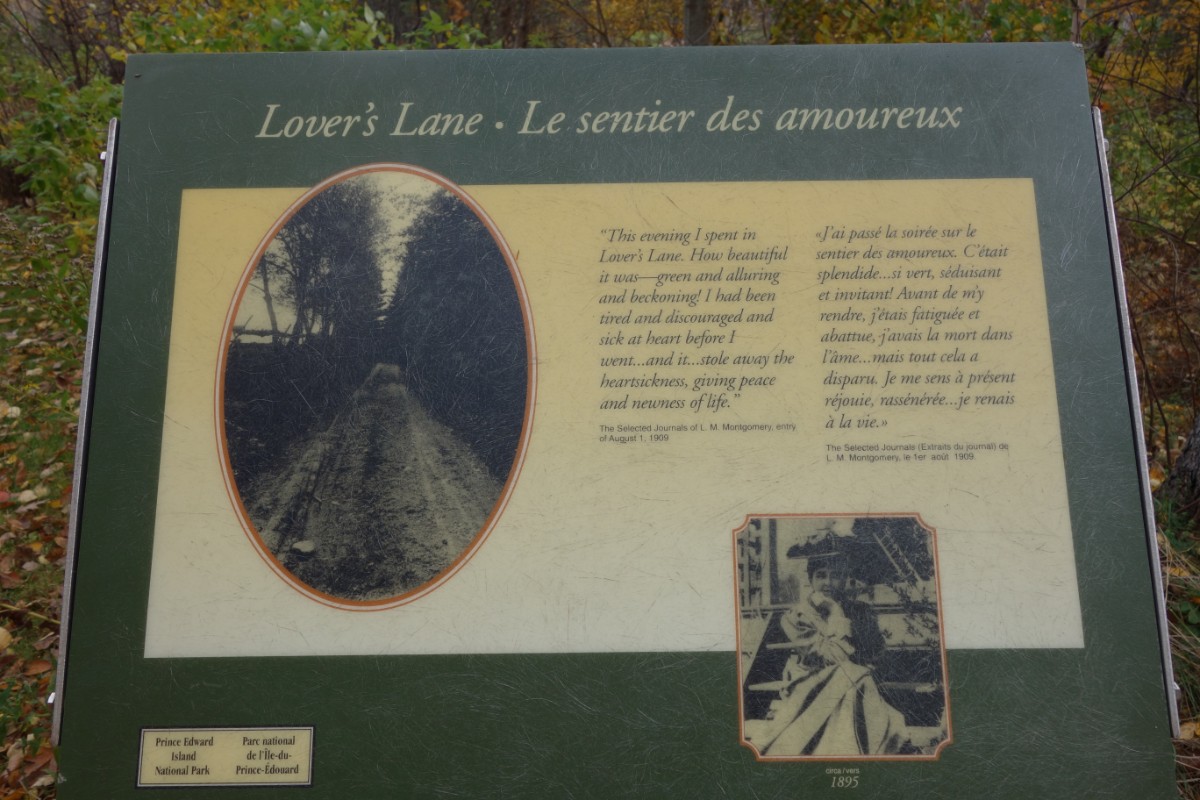 Lover's Lane • Le sentier des amoureux
"This evening I spent in
Lover's Lane. How beautiful
it was—green and alluring
and beckoning! I had been
tired and discouraged and
sick at heart before I
went...and it...stole away the
heartsickness, giving peace
and newness of life."
The Selected Journals of L. M. Montgomery, entry
of August 1, 1909
«J'ai passé la soirée sur le
sentier des amoureux. C'était
splendide...si vert, séduisant
et invitant! Avant de m'y
rendre, j'étais fatiguée et
abattue, j'avais la mort dans
l'âme...mais tout cela a
disparu. Je me sens à présent
réjouie, rassénérée...je renais
à la vie.»
The Selected Journals (Extraits du journal) de
L. M. Montgomery, le 1er août 1909.
circa/vers
1895
Prince Edward
Island
National Park
Parc national
de l'Île-du-
Prince-Édouard